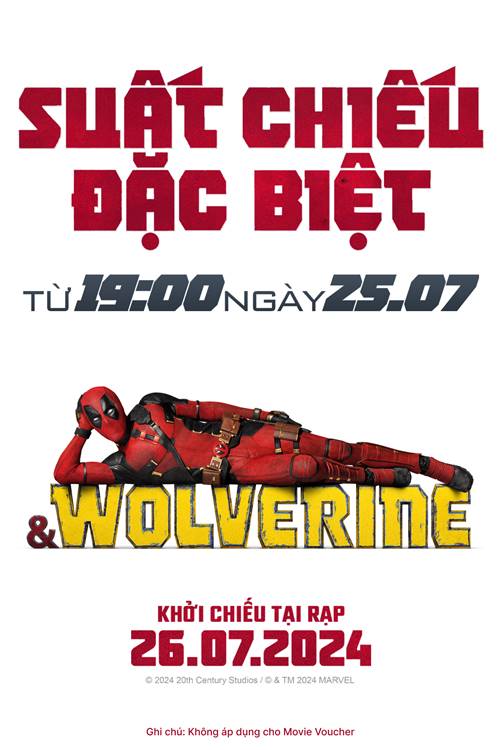 SUẤT CHIẾU
ĐẶC BIỆT
TỪ 19:00 NGÀY 25.07
& WOLVERINE
KHỞI CHIẾU TẠI RẠP
26.07.2024
© 2024 20th Century Studios / © & TM 2024 MARVEL
Ghi chú: Không áp dụng cho Movie Voucher